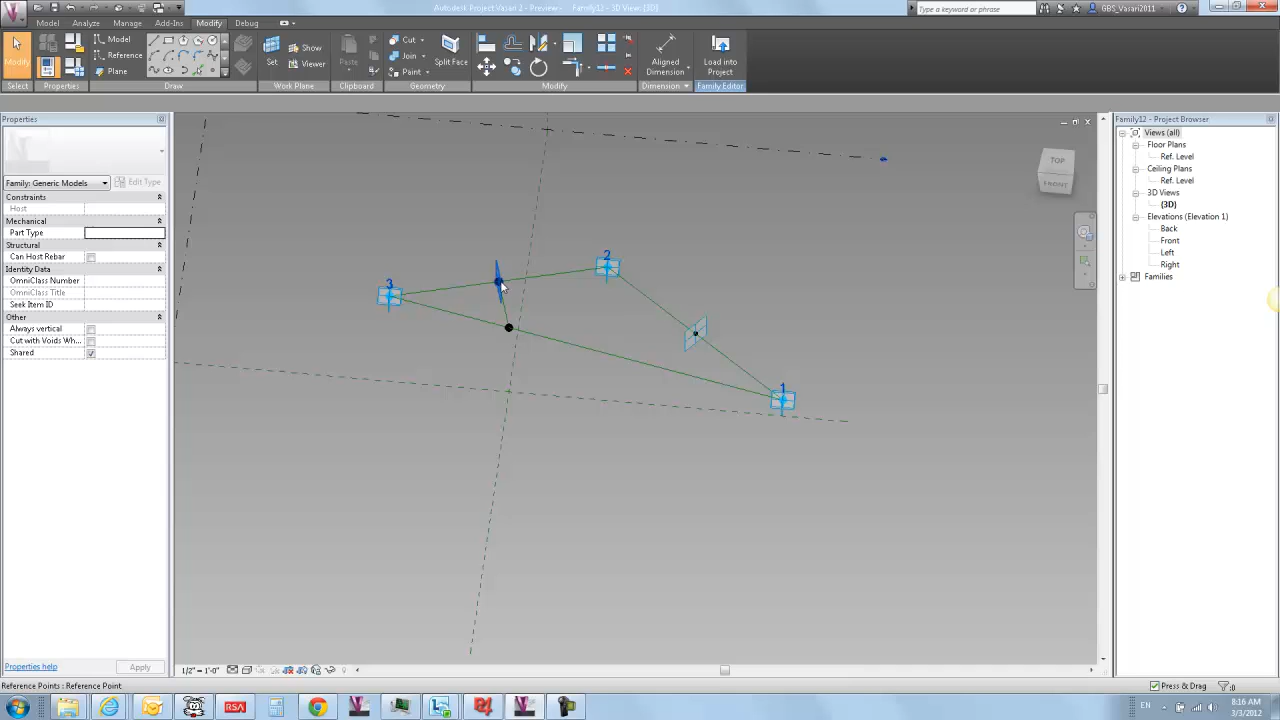 Autodesk Project Vasari 2 - Preview - Family12 - 3D View: {3D}
Type a keyword or phrase
GBS_Vasari2011
Model Analyze Manage Add-Ins Modify Debug
Modify
Model
Reference
Plane
Set
Show
Viewer
Paste
Cut
Join
Paint
Split Face
Aligned
Dimension
Load into
Project
Select Properties Draw Work Plane Clipboard Geometry Modify Dimension Family Editor
Properties
Family: Generic Models
Edit Type
Constraints
Host
Mechanical
Part Type
Structural
Can Host Rebar
Identity Data
OmniClass Number
OmniClass Title
Seek Item ID
Other
Always vertical
Cut with Voids Wh...
Shared
Properties help
Apply
TOP
FRONT
2
3
1
Family12 - Project Browser
Views (all)
Floor Plans
Ref. Level
Ceiling Plans
Ref. Level
3D Views
{3D}
Elevations (Elevation 1)
Back
Front
Left
Right
Families
1/2" = 1'-0"
Reference Points : Reference Point
Press & Drag
:0
RSA
EN
8:16 AM
3/3/2012